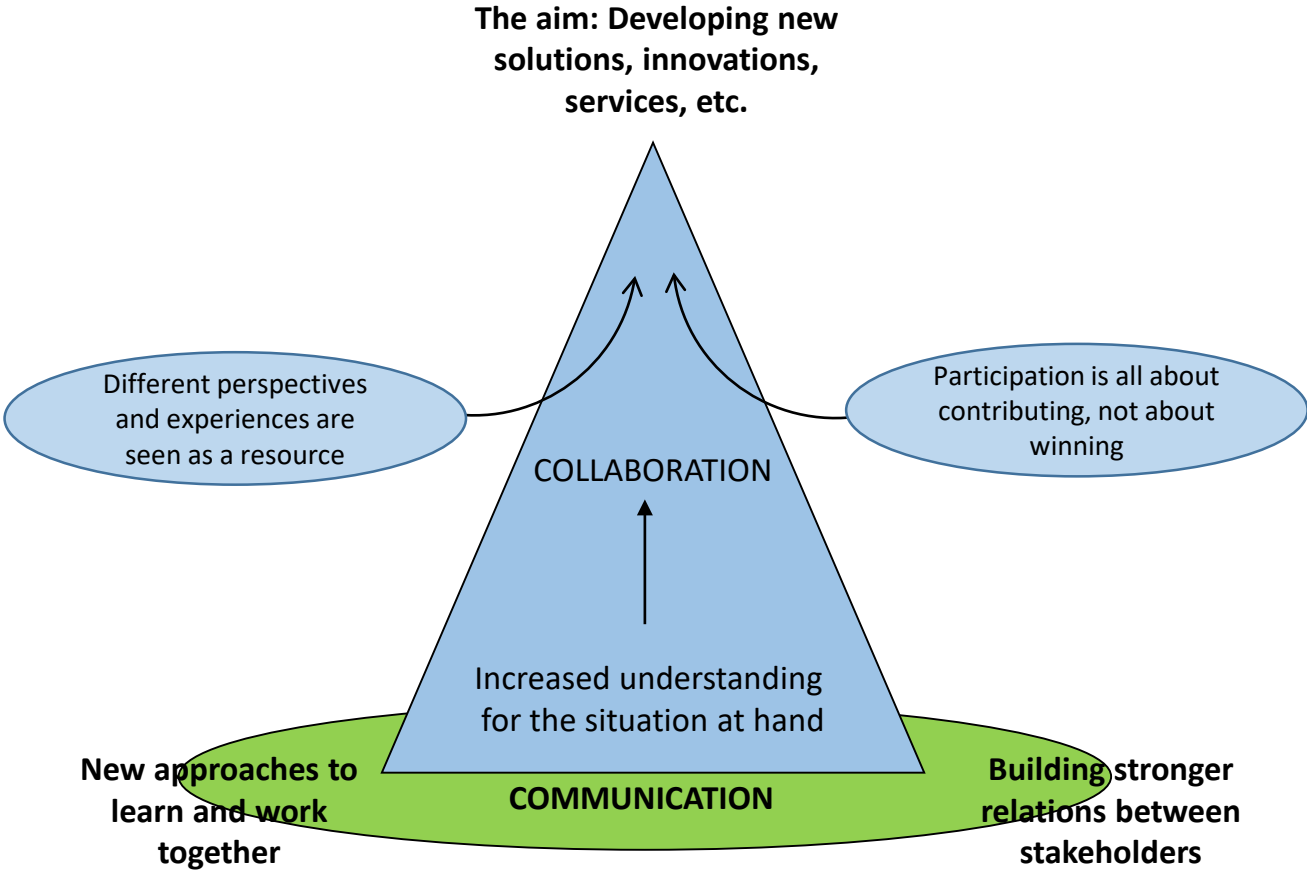 The aim: Developing new
solutions, innovations,
services, etc.
Different perspectives
and experiences are
seen as a resource
Participation is all about
contributing, not about
winning
COLLABORATION
Increased understanding
for the situation at hand
New approaches to
learn and work
together
COMMUNICATION
Building stronger
relations between
stakeholders